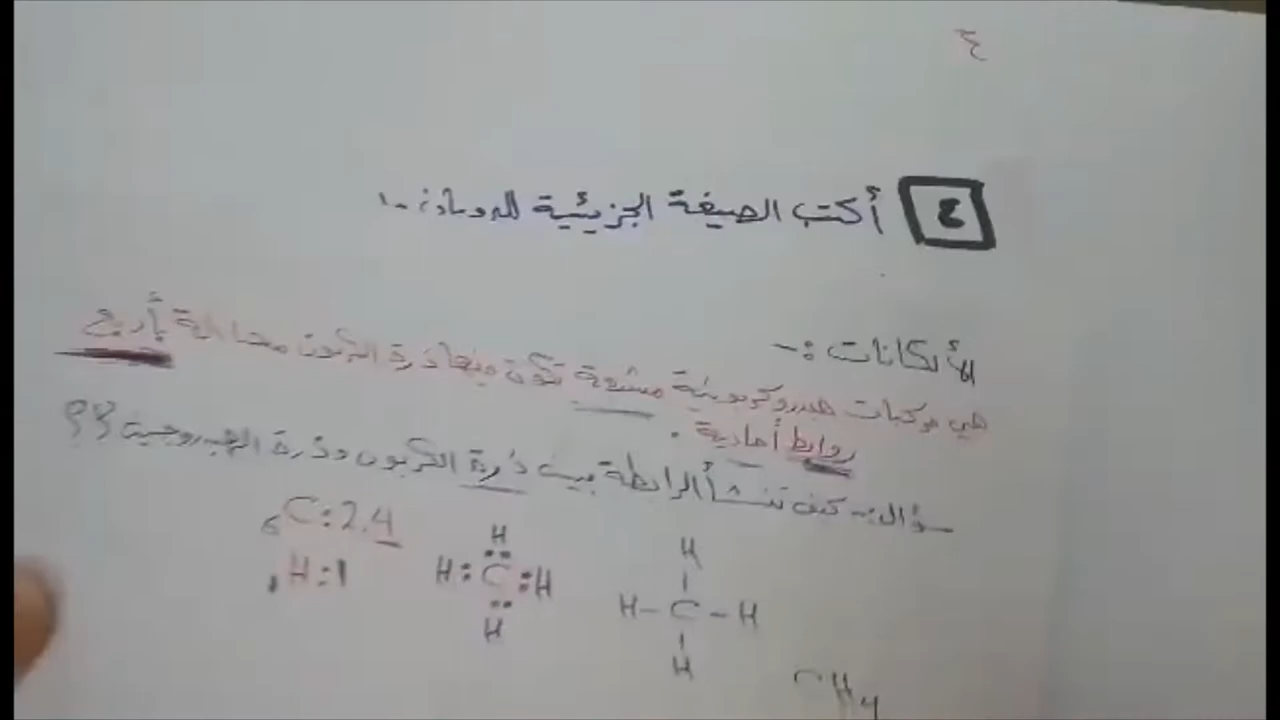 ٤
٤ أكتب الصيغة الجزيئية
الألكانات :-
هي مركبات هيدروكربونية مشبعة تكون فيها ذرة الكربون محاطة بأربع
روابط أحادية .
سؤال :- كيف تنشأ الرابطة بين ذرة الكربون وذرة الهيدروجين ؟؟
₆C:2.4
₁H:1
H
H:C:H
H
H
H-C-H
H
CH4